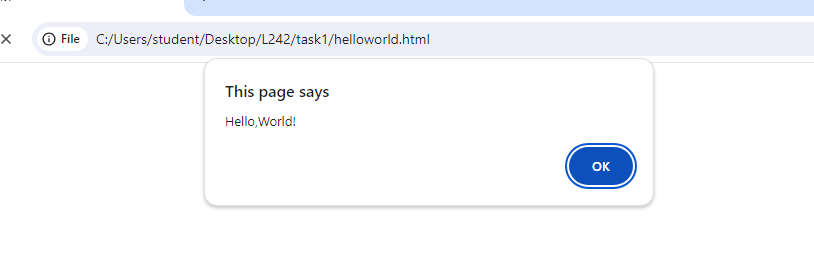 File C:/Users/student/Desktop/L242/task1/helloworld.html
This page says
Hello,World!
OK